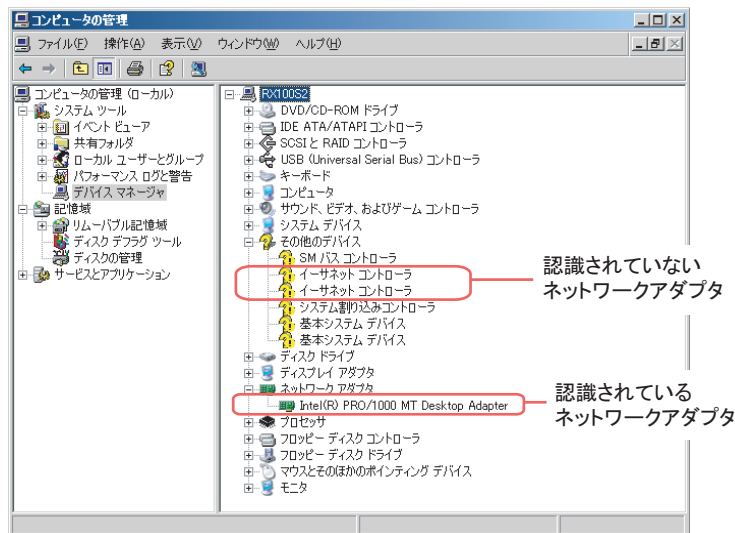 コンピュータの管理
ファイル(F) 操作(A) 表示(V) ウィンドウ(W) ヘルプ(H)
コンピュータの管理 (ローカル)
システム ツール
イベント ビューア
共有フォルダ
ローカル ユーザーとグループ
パフォーマンス ログと警告
デバイス マネージャ
記憶域
リムーバブル記憶域
ディスク デフラグ ツール
ディスクの管理
サービスとアプリケーション
RX100S2
DVD/CD-ROM ドライブ
IDE ATA/ATAPI コントローラ
SCSI と RAID コントローラ
USB (Universal Serial Bus) コントローラ
キーボード
コンピュータ
サウンド、ビデオ、およびゲーム コントローラ
システム デバイス
その他のデバイス
SM バス コントローラ
イーサネット コントローラ
イーサネット コントローラ
システム割り込みコントローラ
基本システム デバイス
基本システム デバイス
ディスク ドライブ
ディスプレイ アダプタ
ネットワーク アダプタ
Intel(R) PRO/1000 MT Desktop Adapter
プロセッサ
フロッピー ディスク コントローラ
フロッピー ディスク ドライブ
マウスとそのほかのポインティング デバイス
モニタ
認識されていない
ネットワークアダプタ
認識されている
ネットワークアダプタ